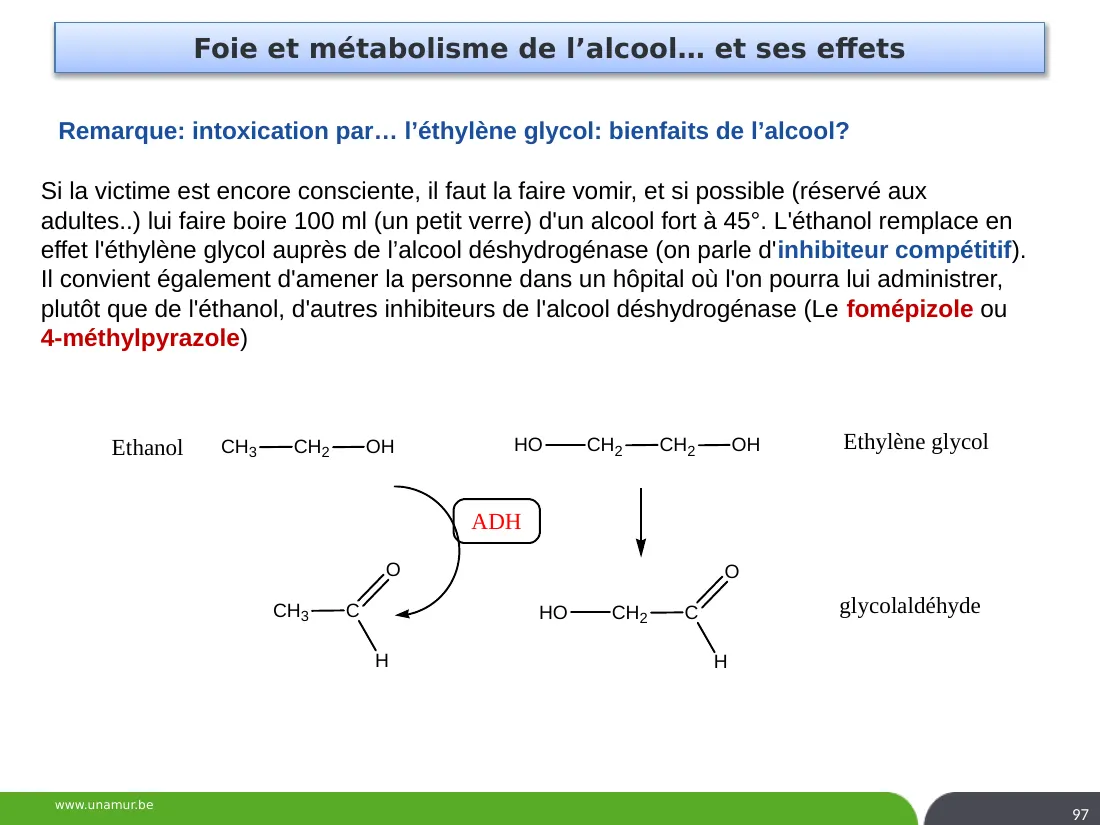 Foie et métabolisme de l’alcool… et ses effets
Remarque: intoxication par… l’éthylène glycol: bienfaits de l’alcool?
Si la victime est encore consciente, il faut la faire vomir, et si possible (réservé aux
adultes..) lui faire boire 100 ml (un petit verre) d'un alcool fort à 45°. L'éthanol remplace en
effet l'éthylène glycol auprès de l’alcool déshydrogénase (on parle d'inhibiteur compétitif).
Il convient également d'amener la personne dans un hôpital où l'on pourra lui administrer,
plutôt que de l'éthanol, d'autres inhibiteurs de l'alcool déshydrogénase (Le fomépizole ou
4-méthylpyrazole)
Ethanol CH3 CH2 OH HO CH2 CH2 OH Ethylène glycol
ADH
O O
CH3 C HO CH2 C glycolaldéhyde
H H
www.unamur.be
97